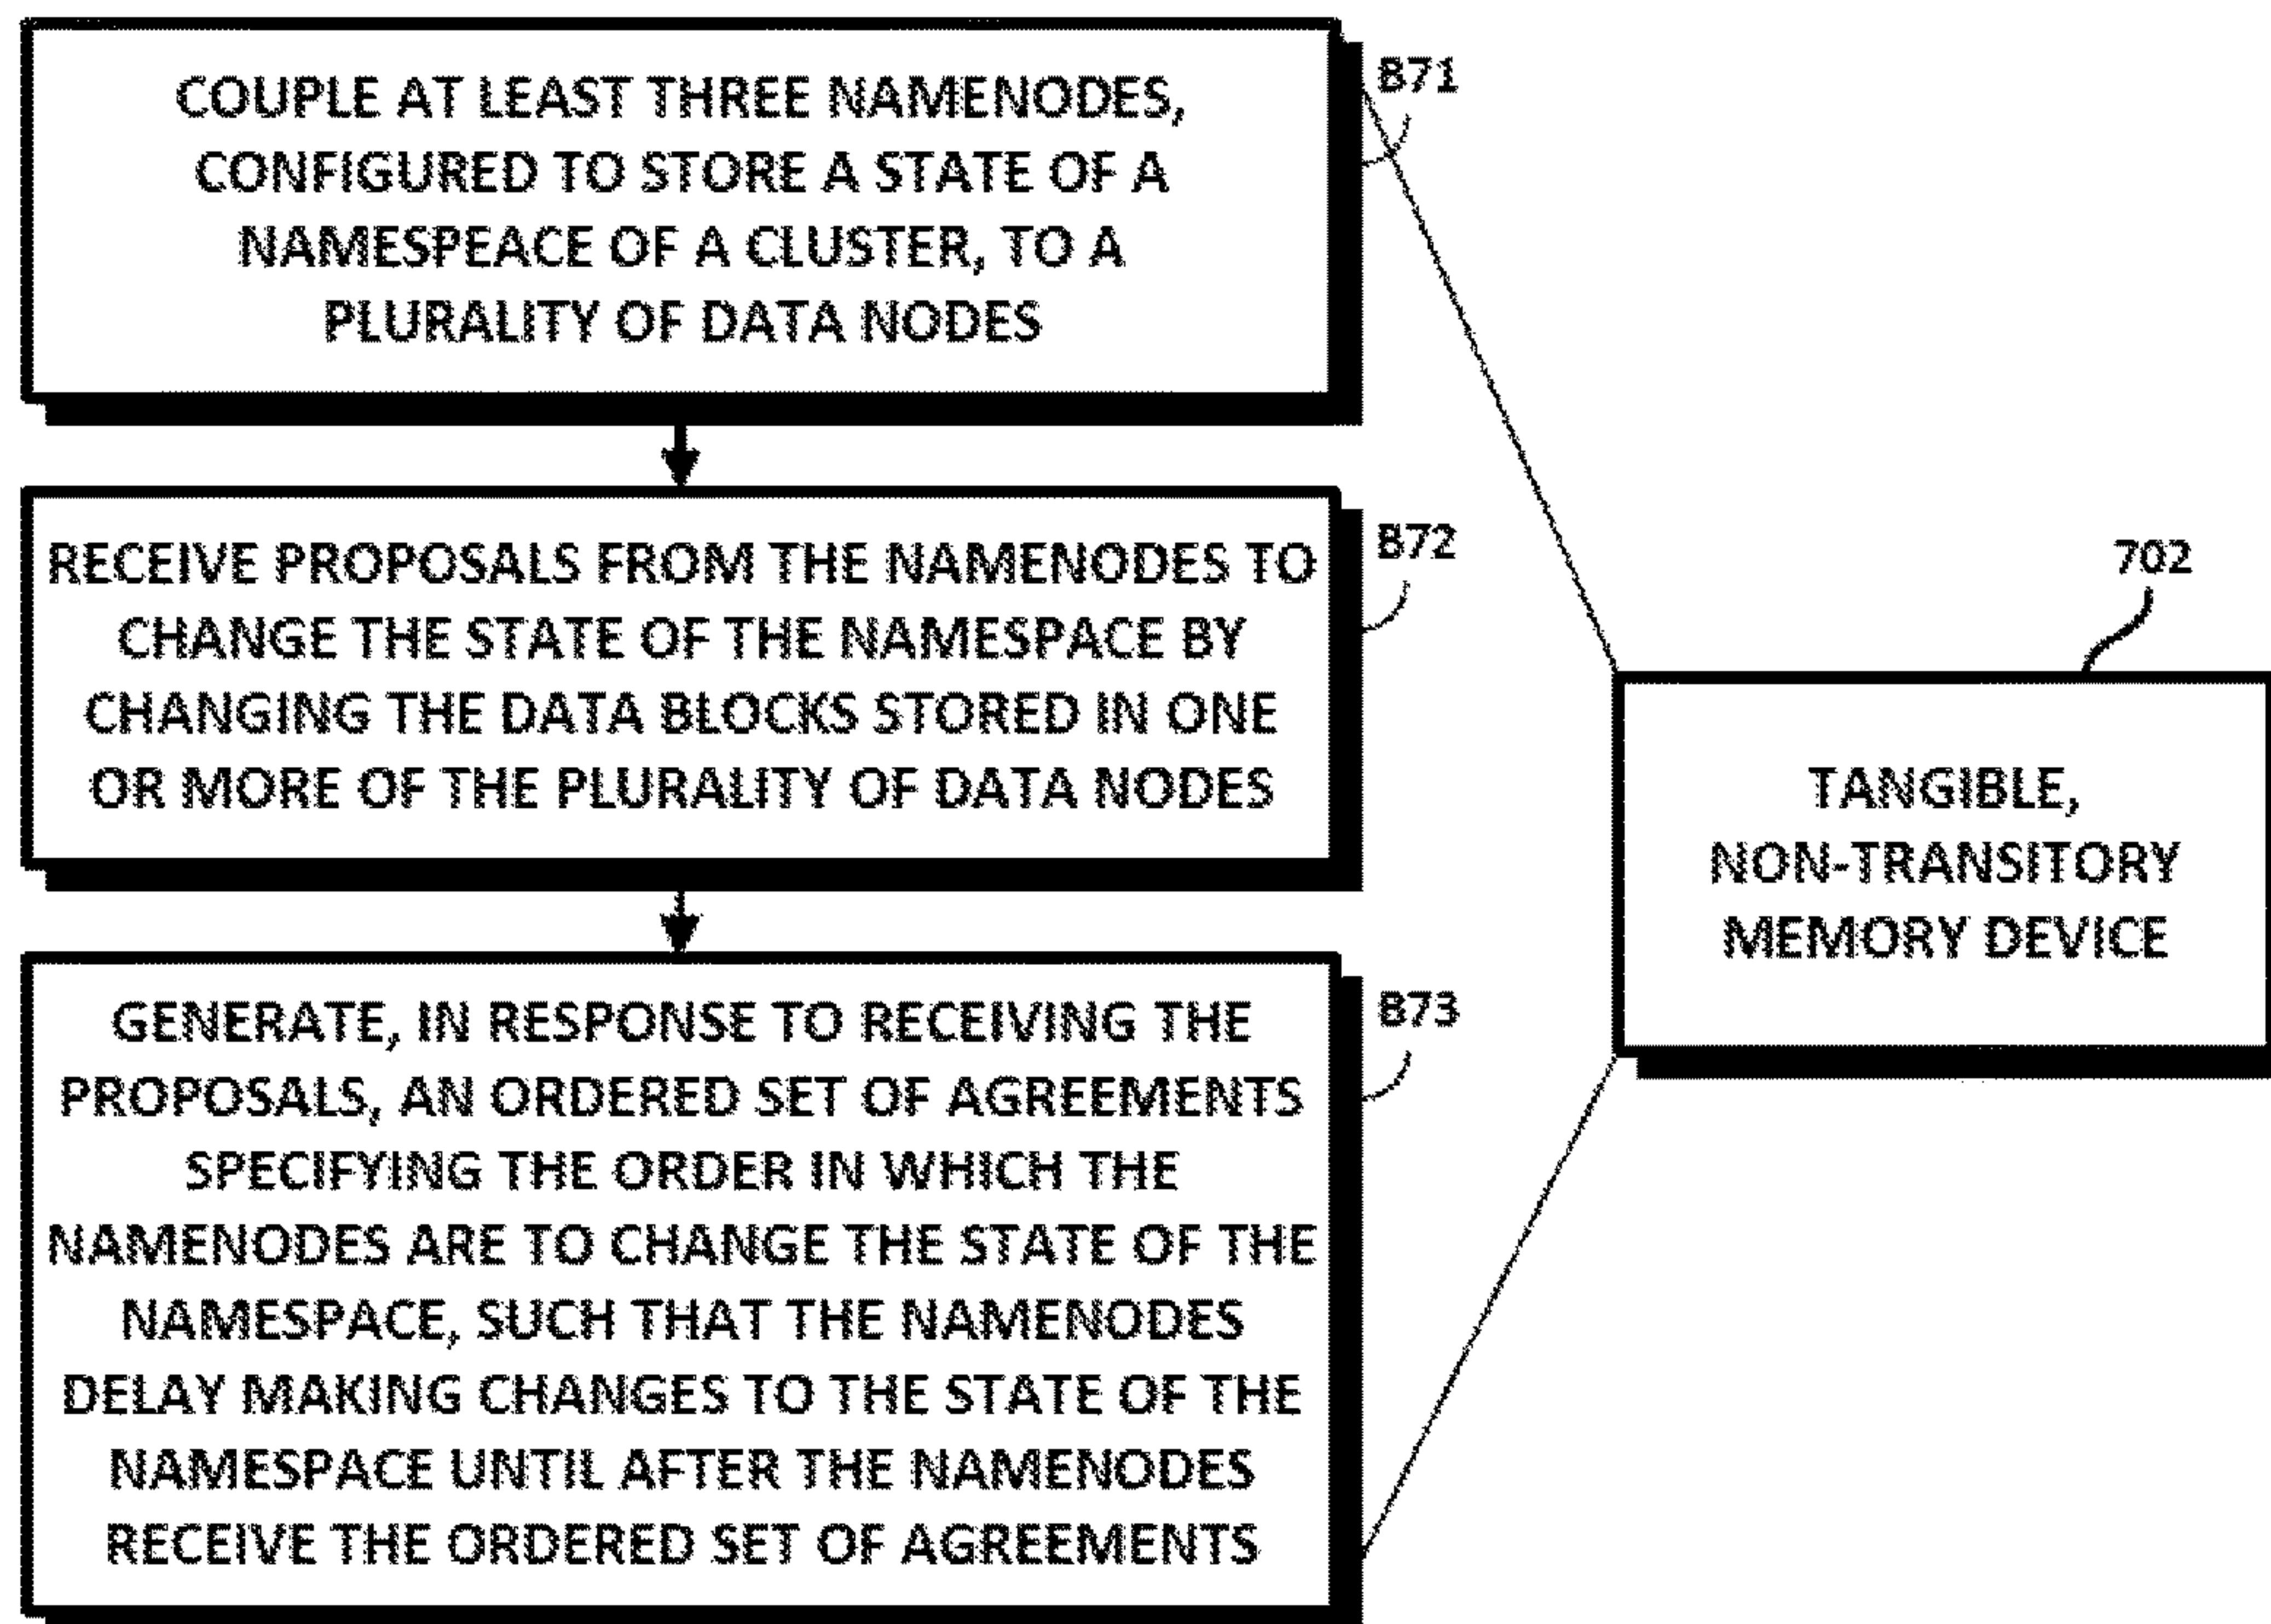 COUPLE AT LEAST THREE NAMENODES,
CONFIGURED TO STORE A STATE OF A
NAMESPEACE OF A CLUSTER, TO A
PLURALITY OF DATA NODES
B71
RECEIVE PROPOSALS FROM THE NAMENODES TO
CHANGE THE STATE OF THE NAMESPACE BY
CHANGING THE DATA BLOCKS STORED IN ONE
OR MORE OF THE PLURALITY OF DATA NODES
B72
GENERATE, IN RESPONSE TO RECEIVING THE
PROPOSALS, AN ORDERED SET OF AGREEMENTS
SPECIFYING THE ORDER IN WHICH THE
NAMENODES ARE TO CHANGE THE STATE OF THE
NAMESPACE, SUCH THAT THE NAMENODES
DELAY MAKING CHANGES TO THE STATE OF THE
NAMESPACE UNTIL AFTER THE NAMENODES
RECEIVE THE ORDERED SET OF AGREEMENTS
B73
702
TANGIBLE,
NON-TRANSITORY
MEMORY DEVICE